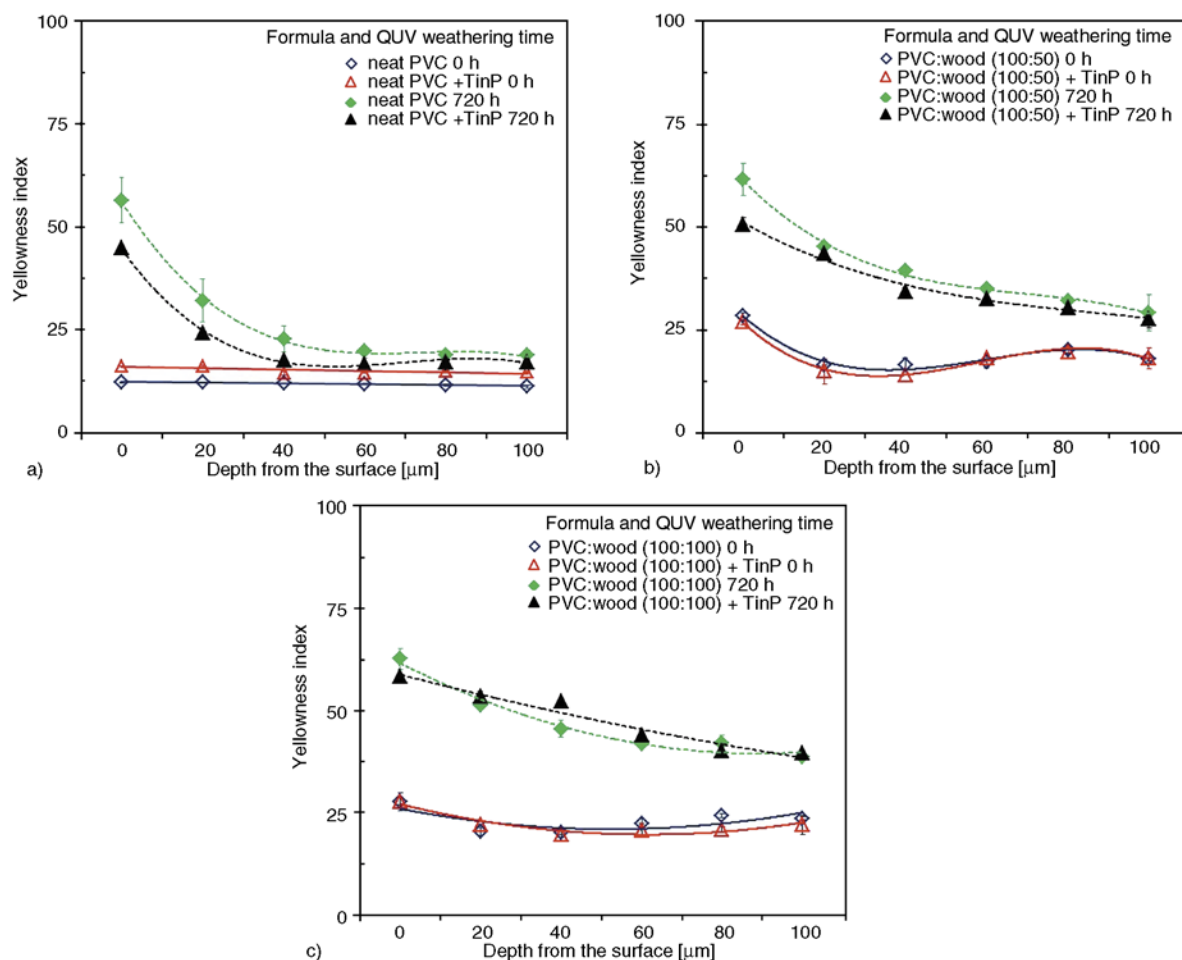 100
Formula and QUV weathering time
neat PVC 0 h
neat PVC +TinP 0 h
neat PVC 720 h
neat PVC +TinP 720 h
75
50
25
0
Yellowness index
0 20 40 60 80 100
Depth from the surface [µm]
a)
100
Formula and QUV weathering time
PVC:wood (100:50) 0 h
PVC:wood (100:50) + TinP 0 h
PVC:wood (100:50) 720 h
PVC:wood (100:50) + TinP 720 h
75
50
25
0
Yellowness index
0 20 40 60 80 100
Depth from the surface [µm]
b)
100
Formula and QUV weathering time
PVC:wood (100:100) 0 h
PVC:wood (100:100) + TinP 0 h
PVC:wood (100:100) 720 h
PVC:wood (100:100) + TinP 720 h
75
50
25
0
Yellowness index
0 20 40 60 80 100
Depth from the surface [µm]
c)